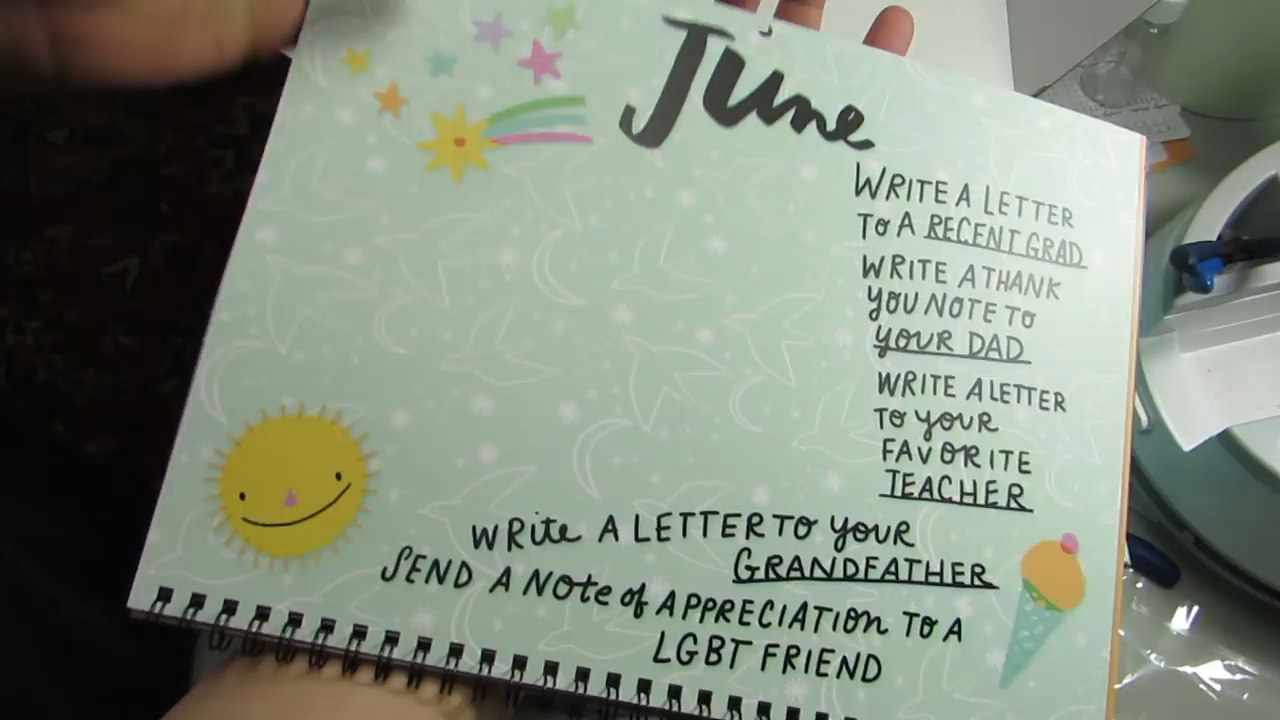 June
WRITE A LETTER
TO A RECENT GRAD
WRITE A THANK
YOU NOTE TO
YOUR DAD
WRITE A LETTER
TO YOUR
FAVORITE
TEACHER
WRite A LETTER TO YOUR
GRANDFATHER
SEND A NOte of APPRECIATION TO A
LGBT FRIEND